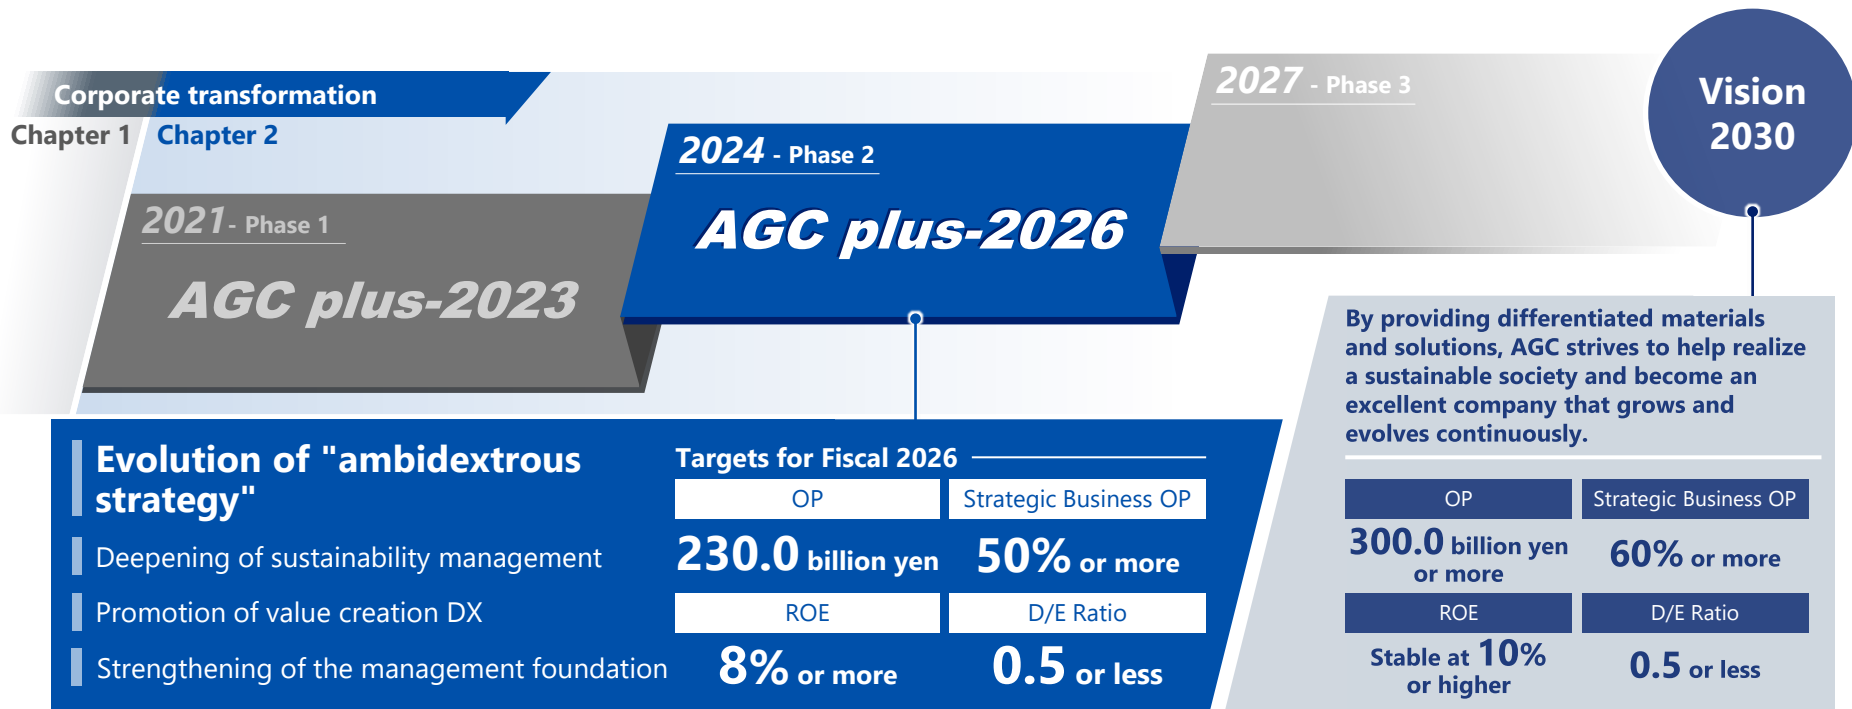 Corporate transformation
Chapter 1
Chapter 2
2021 - Phase 1
AGC plus-2023
2024 - Phase 2
AGC plus-2026
2027 - Phase 3
Vision
2030
Evolution of "ambidextrous
strategy"
Deepening of sustainability management
Promotion of value creation DX
Strengthening of the management foundation
Targets for Fiscal 2026
OP
Strategic Business OP
230.0 billion yen
50% or more
ROE
D/E Ratio
8% or more
0.5 or less
By providing differentiated materials
and solutions, AGC strives to help realize
a sustainable society and become an
excellent company that grows and
evolves continuously.
OP
Strategic Business OP
300.0 billion yen
or more
60% or more
ROE
D/E Ratio
Stable at 10%
or higher
0.5 or less